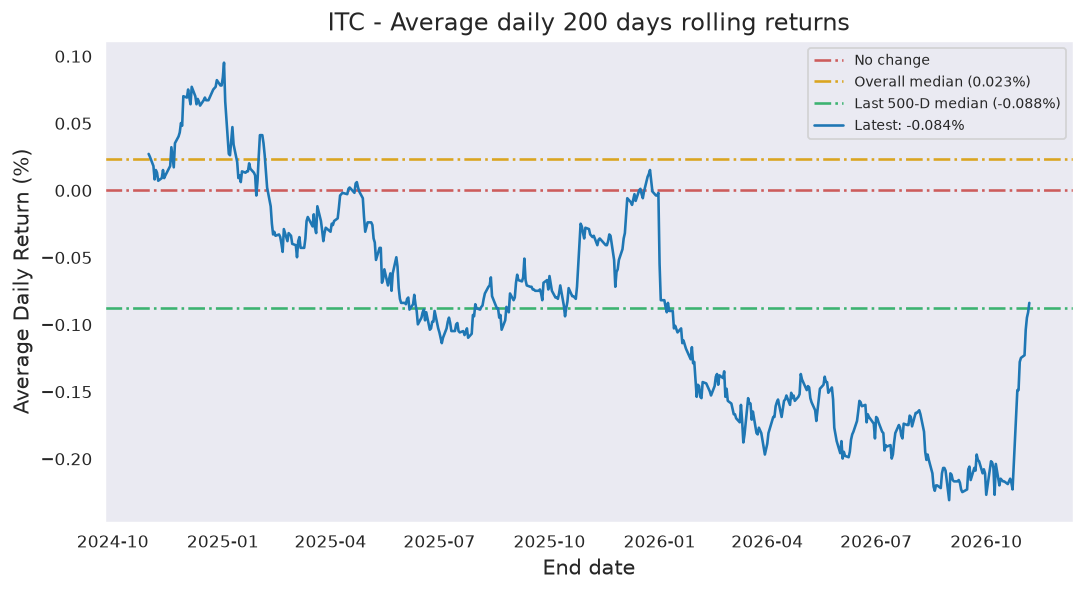 ITC - Average daily 200 days rolling returns
Average Daily Return (%)
0.10
0.05
0.00
−0.05
−0.10
−0.15
−0.20
No change
Overall median (0.023%)
Last 500-D median (-0.088%)
Latest: -0.084%
2024-10 2025-01 2025-04 2025-07 2025-10 2026-01 2026-04 2026-07 2026-10
End date